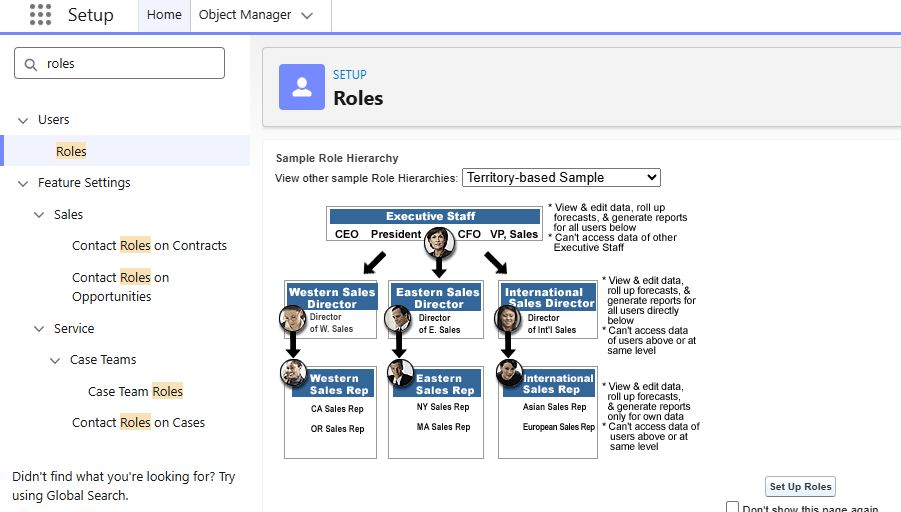 Setup
Home
Object Manager
roles
Users
Roles
Feature Settings
Sales
Contact Roles on Contracts
Contact Roles on
Opportunities
Service
Case Teams
Case Team Roles
Contact Roles on Cases
Didn't find what you're looking for? Try
using Global Search.
SETUP
Roles
Sample Role Hierarchy
View other sample Role Hierarchies: Territory-based Sample
Executive Staff
CEO President CFO VP, Sales
* View & edit data, roll up
forecasts, & generate reports
for all users below
* Can't access data of other
Executive Staff
Western Sales
Director
Director
of W. Sales
Eastern Sales
Director
Director
of E. Sales
International
Sales Director
Director
of Int'l Sales
* View & edit data,
roll up forecasts, &
generate reports for
all users directly
below
* Can't access data
of users above or at
same level
Western
Sales Rep
CA Sales Rep
OR Sales Rep
Eastern
Sales Rep
NY Sales Rep
MA Sales Rep
International
Sales Rep
Asian Sales Rep
European Sales Rep
* View & edit data,
roll up forecasts,
& generate reports
only for own data
* Can't access data of
users above or at
same level
Set Up Roles
Don't show this page again